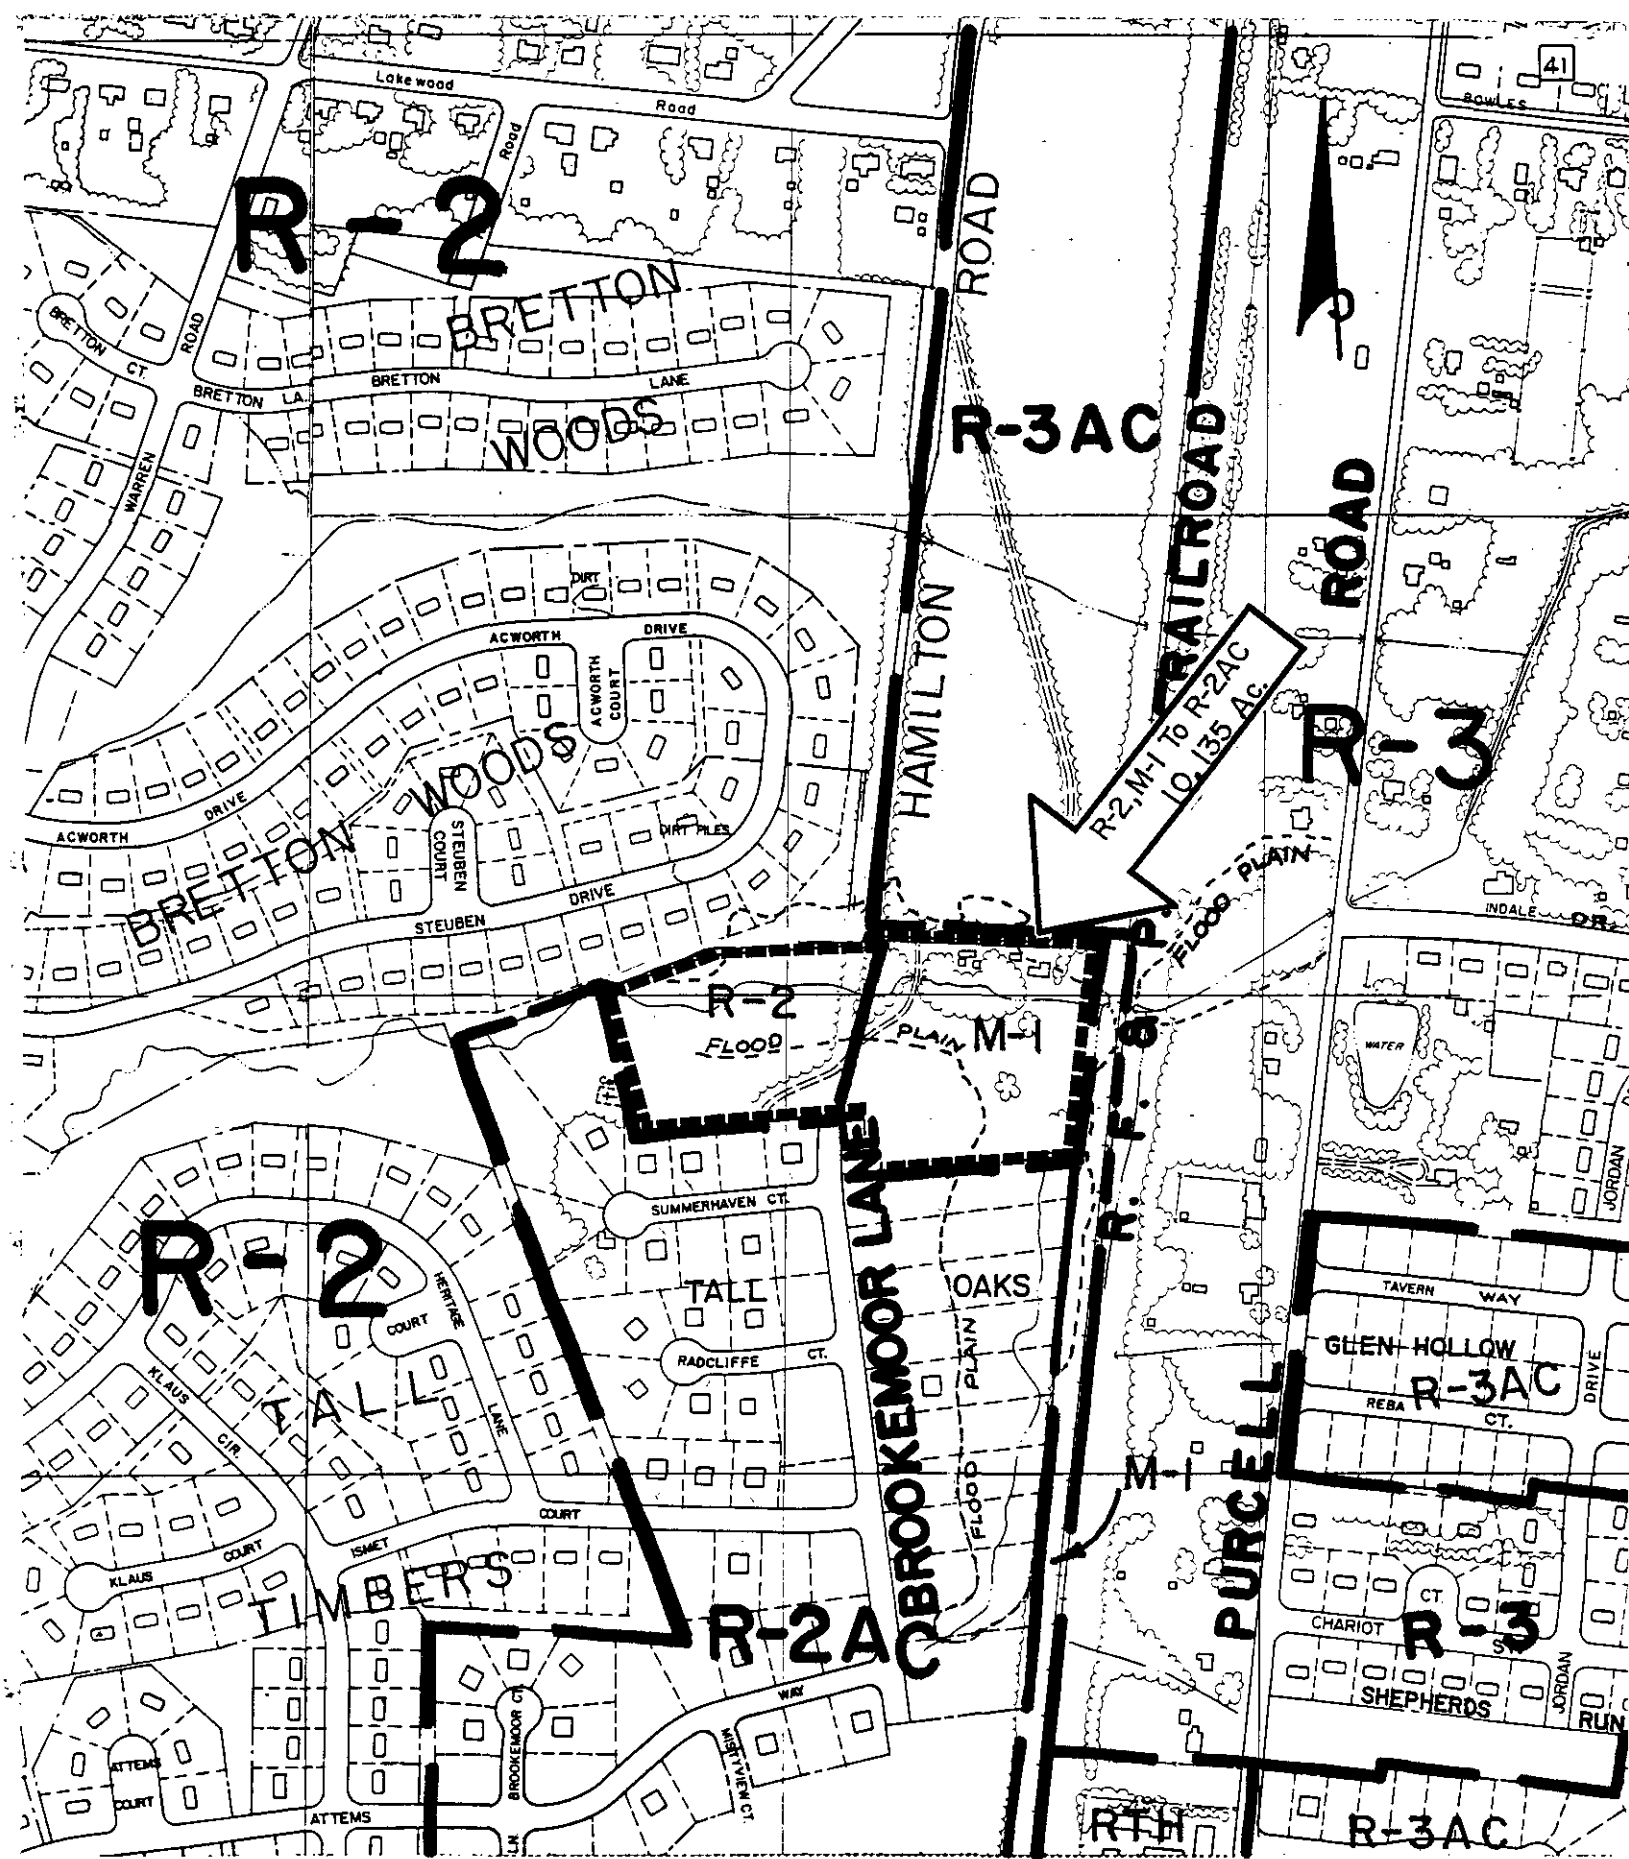 41
Lakewood
Road
BOWLES
Road
R-2
ROAD
BRETTON
BRETTON CT.
ROAD
BRETTON LA.
BRETTON LANE
WOODS
R-3AC
WARREN
RAILROAD
ROAD
DIRT
ACWORTH DRIVE
ACWORTH
COURT
HAMILTON
R-2, M-1 To R-2AC
10.135 Ac.
R-3
BRETTON WOODS
ACWORTH DRIVE
STEUBEN
COURT
DIRT PILES
STEUBEN DRIVE
FLOOD PLAIN
INDALE DR.
R-2
FLOOD PLAIN
M-1
WATER
R. F. & P.
JORDAN
SUMMERHAVEN CT.
R-2
HERITAGE
LANE
COURT
TALL OAKS
TAVERN WAY
GLEN HOLLOW
R-3AC
DRIVE
REBA CT.
RADCLIFFE CT.
BROOKEMOOR LANE
FLOOD PLAIN
KLAUS
CIR.
TALL
TIMBERS
M-1
PURCELL
FLOOD
COURT
ISMET
KLAUS
COURT
CT.
CHARIOT ST.
R-3
R-2AC
WAY
JORDAN
SHEPHERDS RUN
MISTYVIEW CT.
BROOKEMOOR CT.
ATTEMS
COURT
ATTEMS
LN.
RTH
R-3AC